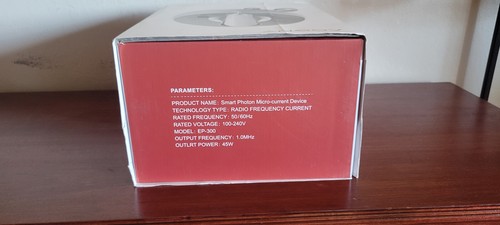 PARAMETERS:
PRODUCT NAME: Smart Photon Micro-current Device
TECHNOLOGY TYPE: RADIO FREQUENCY CURRENT
RATED FREQUENCY: 50/60Hz
RATED VOLTAGE: 100-240V
MODEL: EP-300
OUTPUT FREQUENCY: 1.0MHz
OUTLRT POWER: 45W